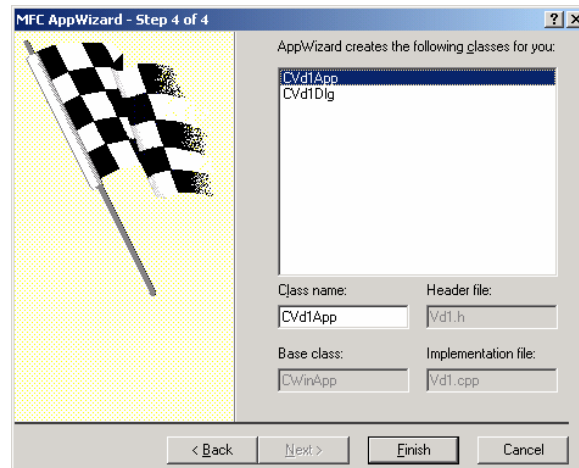 MFC AppWizard - Step 4 of 4
AppWizard creates the following classes for you:
CVd1App
CVd1Dlg
Class name:
Header file:
CVd1App
Vd1.h
Base class:
Implementation file:
CWinApp
Vd1.cpp
< Back
Next >
Finish
Cancel